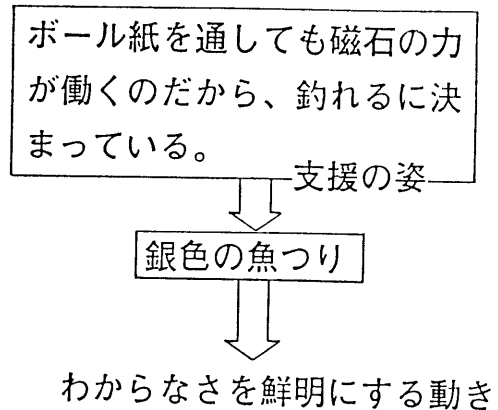 ボール紙を通しても磁石の力
が働くのだから、釣れるに決
まっている。
支援の姿
銀色の魚つり
わからなさを鮮明にする動き